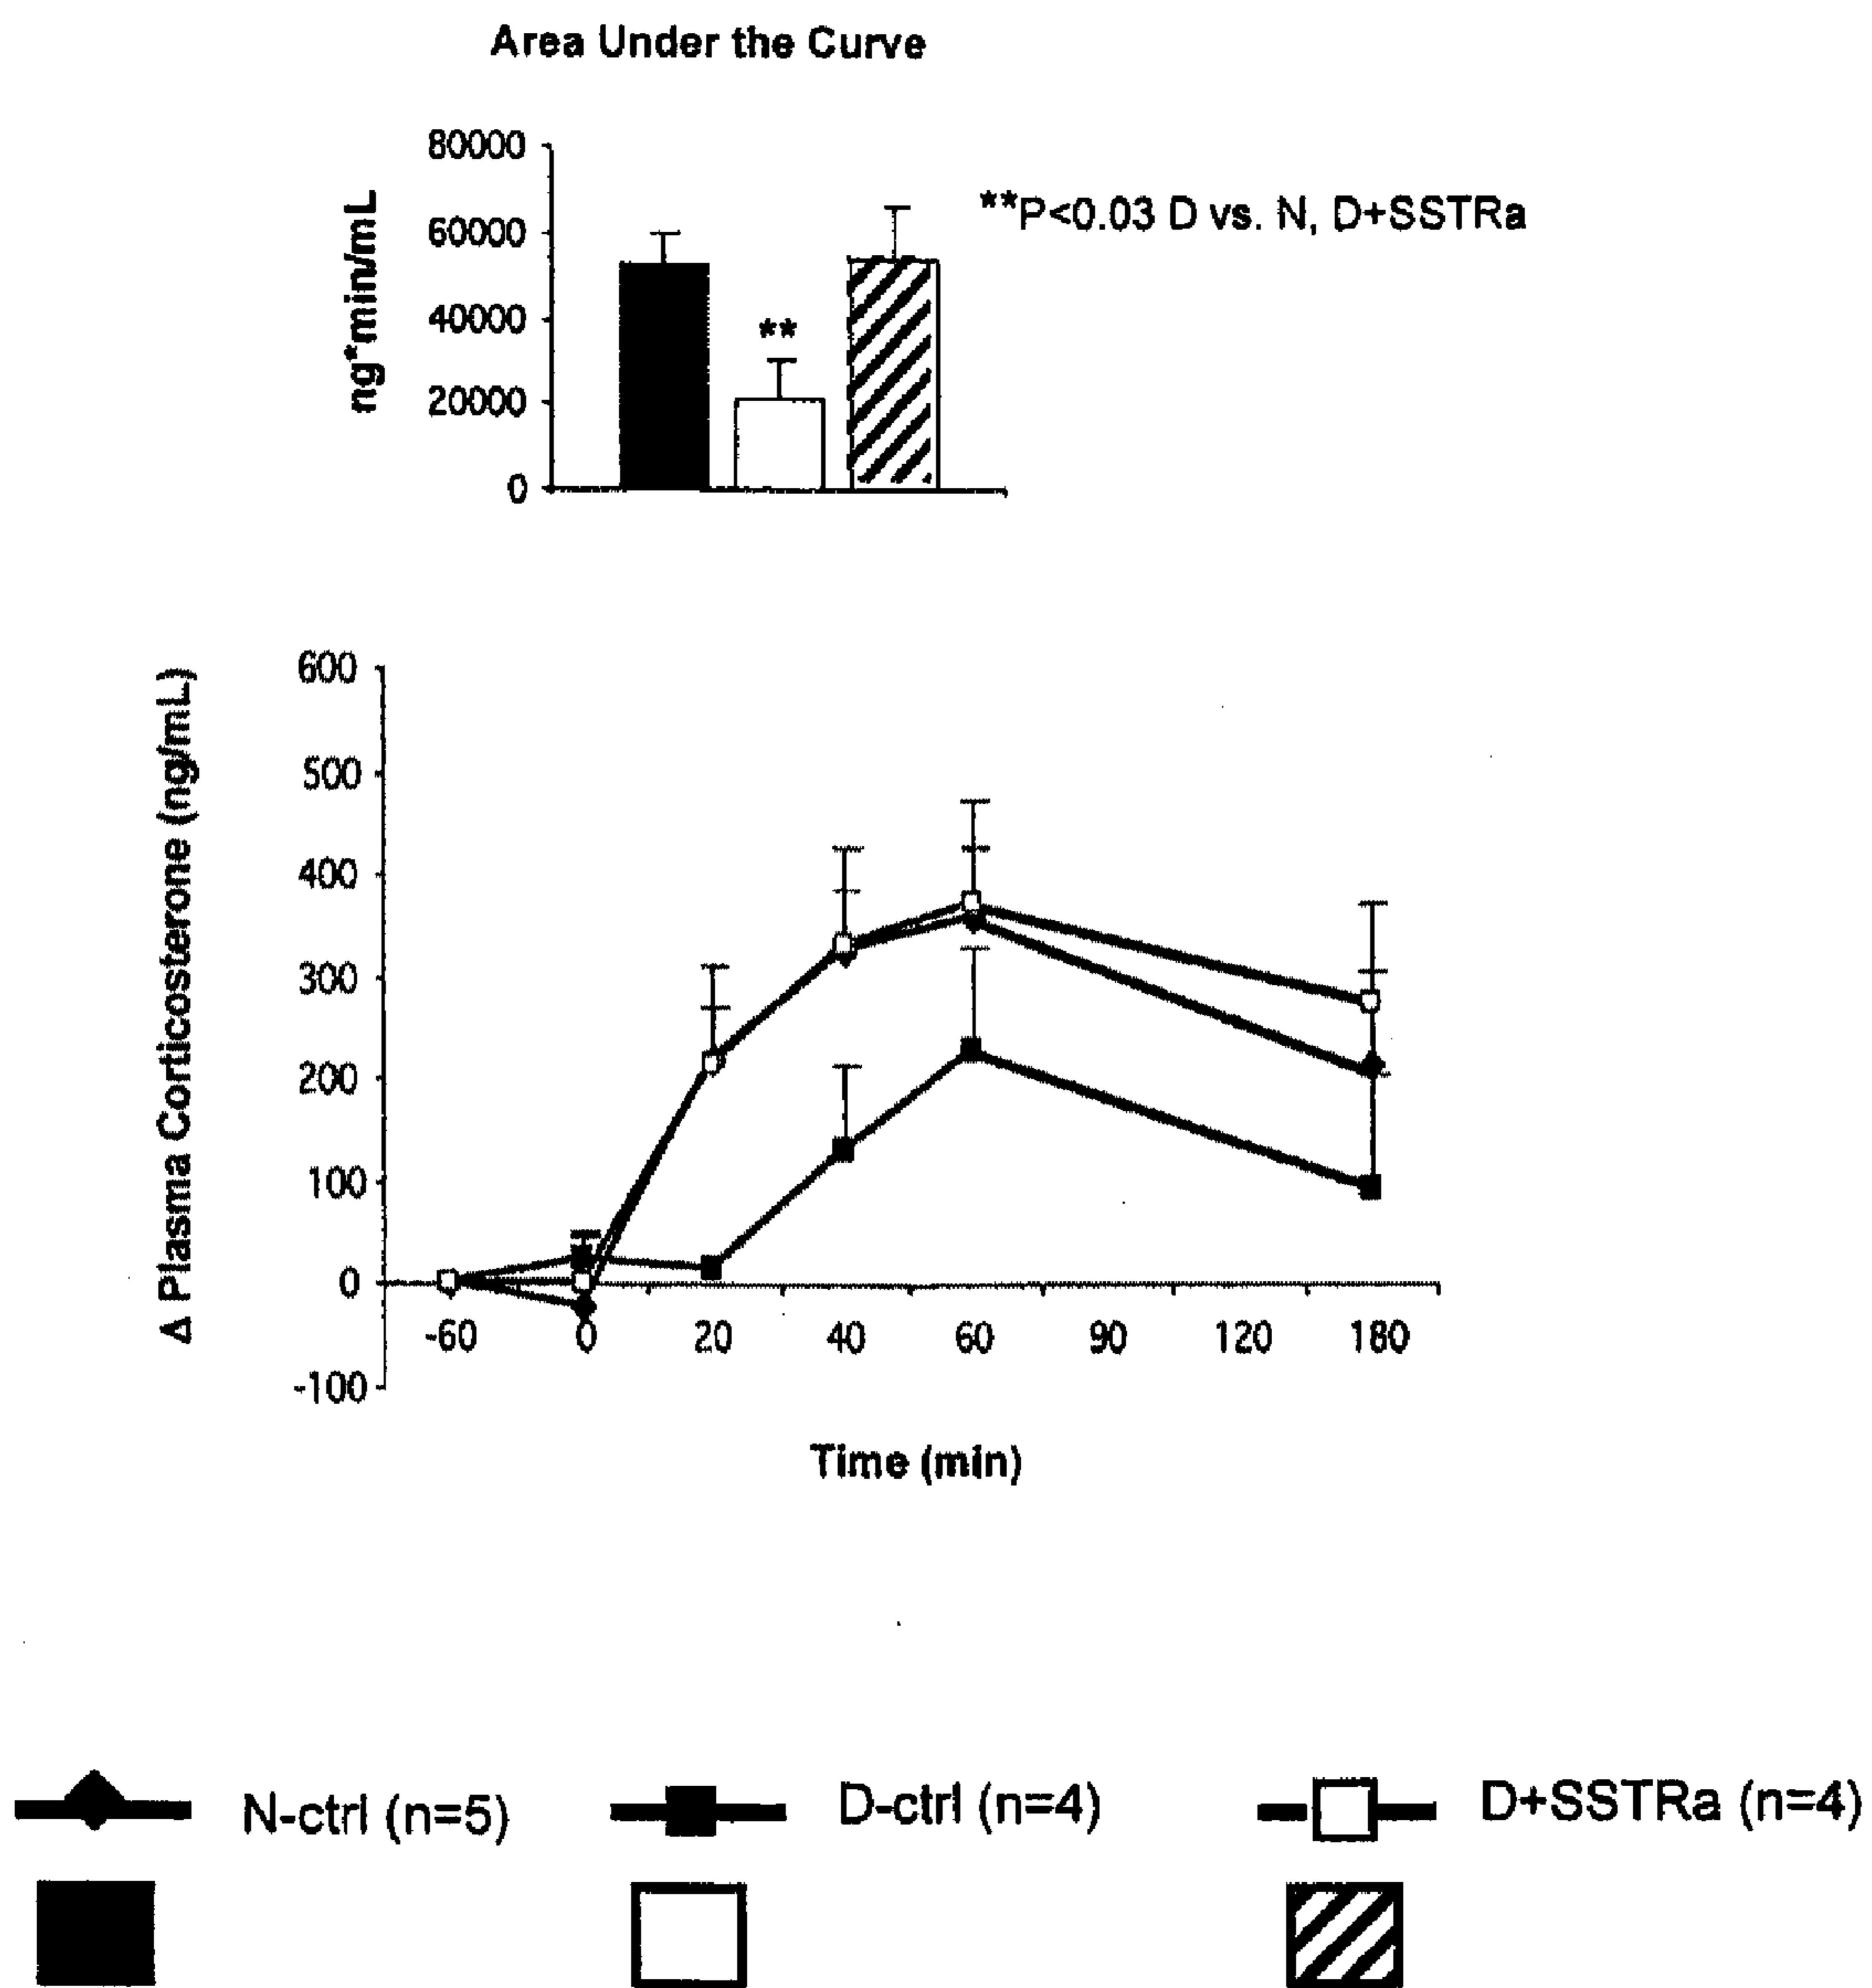 Area Under the Curve
80000
60000
40000
20000
0
ng*min/mL
**
**P<0.03 D vs. N, D+SSTRa
Δ Plasma Corticosterone (ng/mL)
600
500
400
300
200
100
0
-100
-60 0 20 40 60 90 120 180
Time (min)
N-ctrl (n=5) D-ctrl (n=4) D+SSTRa (n=4)